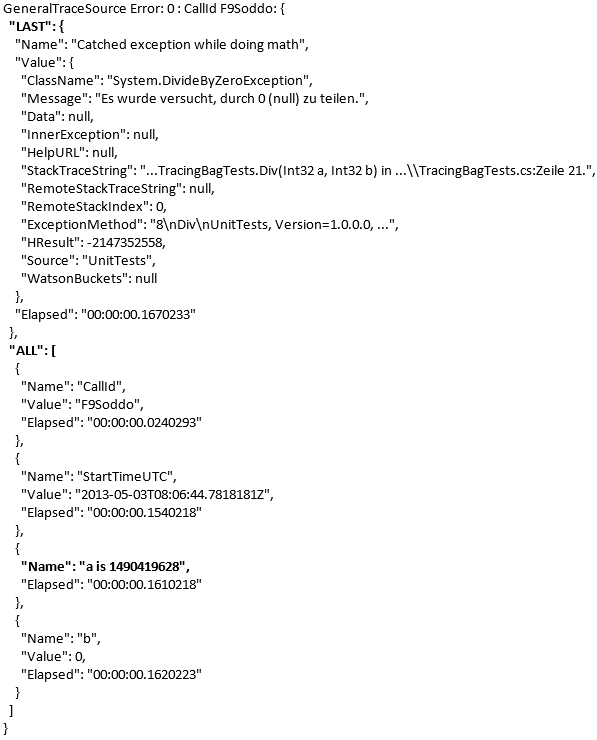 GeneralTraceSource Error: 0 : CallId F9Soddo: {
  "LAST": {
    "Name": "Catched exception while doing math",
    "Value": {
      "ClassName": "System.DivideByZeroException",
      "Message": "Es wurde versucht, durch 0 (null) zu teilen.",
      "Data": null,
      "InnerException": null,
      "HelpURL": null,
      "StackTraceString": "...TracingBagTests.Div(Int32 a, Int32 b) in ...\\TracingBagTests.cs:Zeile 21.",
      "RemoteStackTraceString": null,
      "RemoteStackIndex": 0,
      "ExceptionMethod": "8\nDiv\nUnitTests, Version=1.0.0.0, ...",
      "HResult": -2147352558,
      "Source": "UnitTests",
      "WatsonBuckets": null
    },
    "Elapsed": "00:00:00.1670233"
  },
  "ALL": [
    {
      "Name": "CallId",
      "Value": "F9Soddo",
      "Elapsed": "00:00:00.0240293"
    },
    {
      "Name": "StartTimeUTC",
      "Value": "2013-05-03T08:06:44.7818181Z",
      "Elapsed": "00:00:00.1540218"
    },
    {
      "Name": "a is 1490419628",
      "Elapsed": "00:00:00.1610218"
    },
    {
      "Name": "b",
      "Value": 0,
      "Elapsed": "00:00:00.1620223"
    }
  ]
}